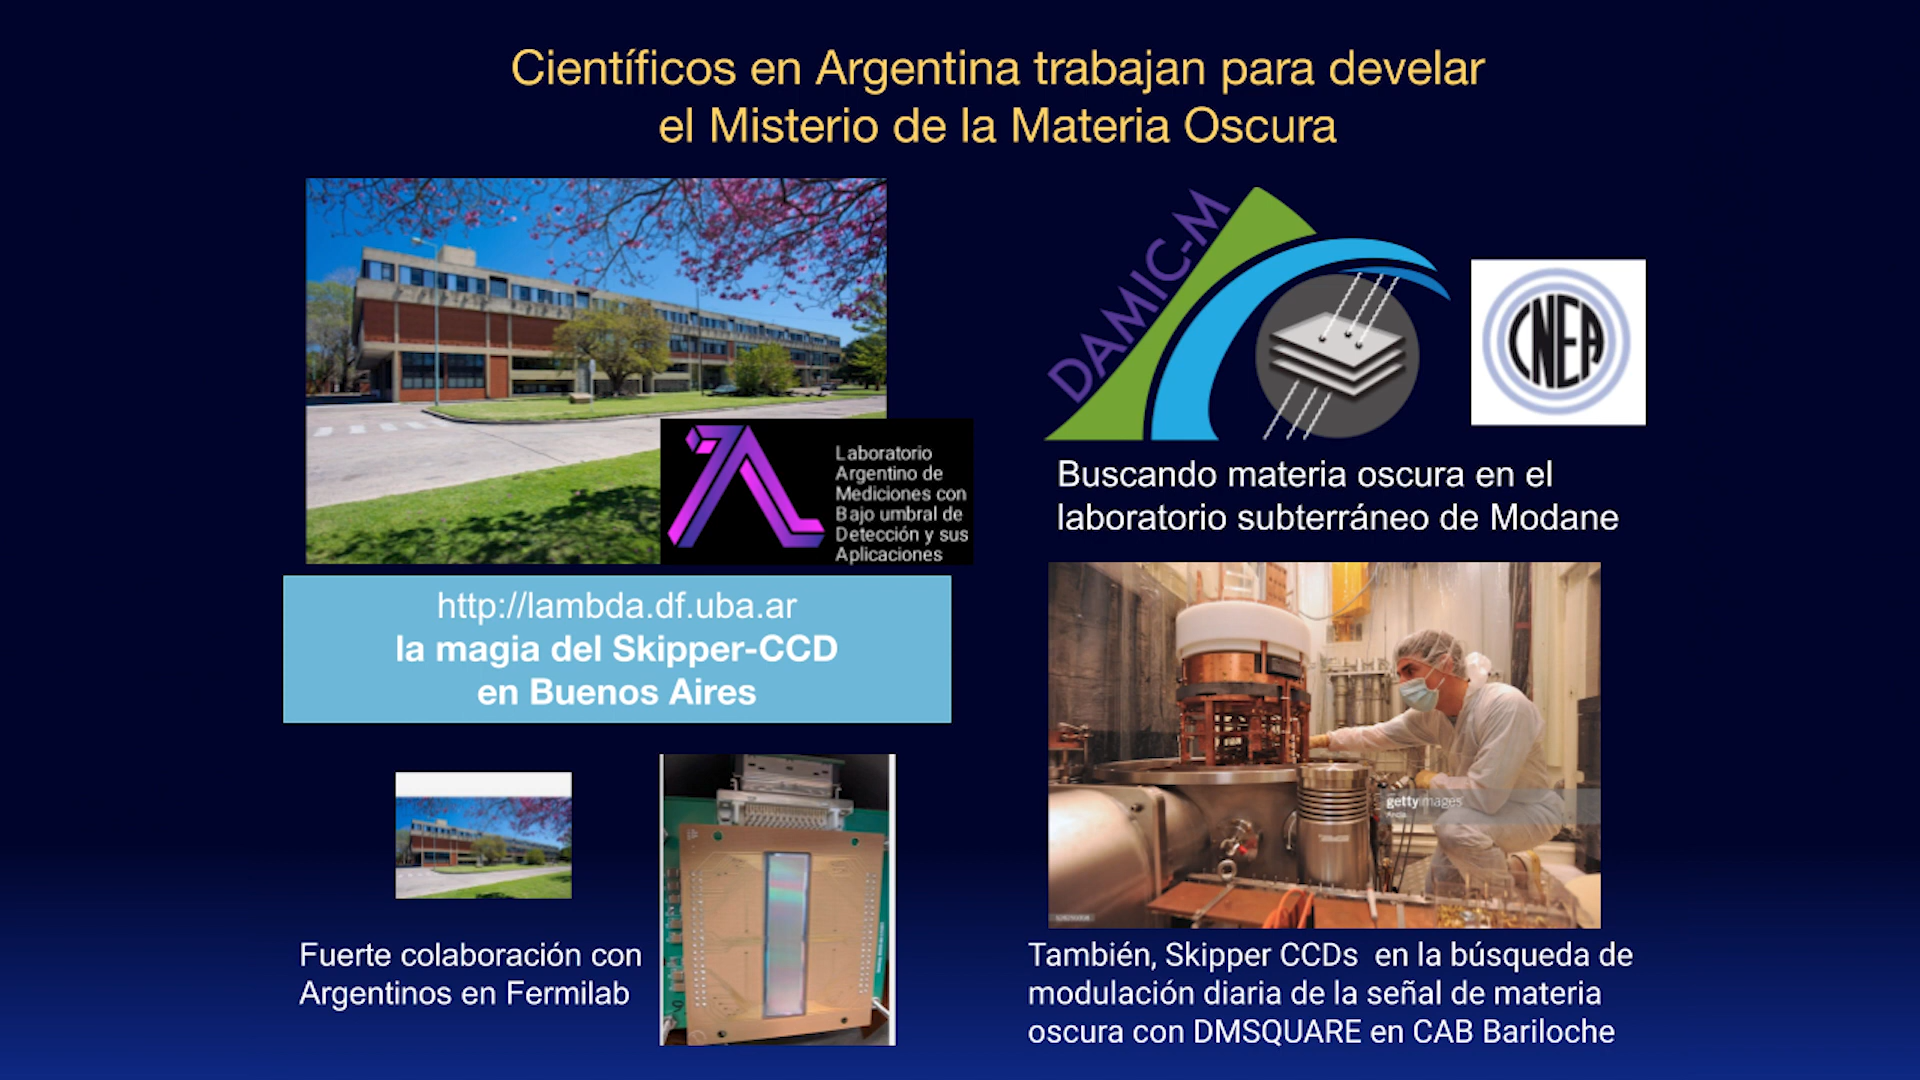 Científicos en Argentina trabajan para develar
el Misterio de la Materia Oscura
Laboratorio
Argentino de
Mediciones con
Bajo umbral de
Detección y sus
Aplicaciones
http://lambda.df.uba.ar
la magia del Skipper-CCD
en Buenos Aires
Fuerte colaboración con
Argentinos en Fermilab
DAMIC-M
CNEA
Buscando materia oscura en el
laboratorio subterráneo de Modane
gettyimages
También, Skipper CCDs en la búsqueda de
modulación diaria de la señal de materia
oscura con DMSQUARE en CAB Bariloche